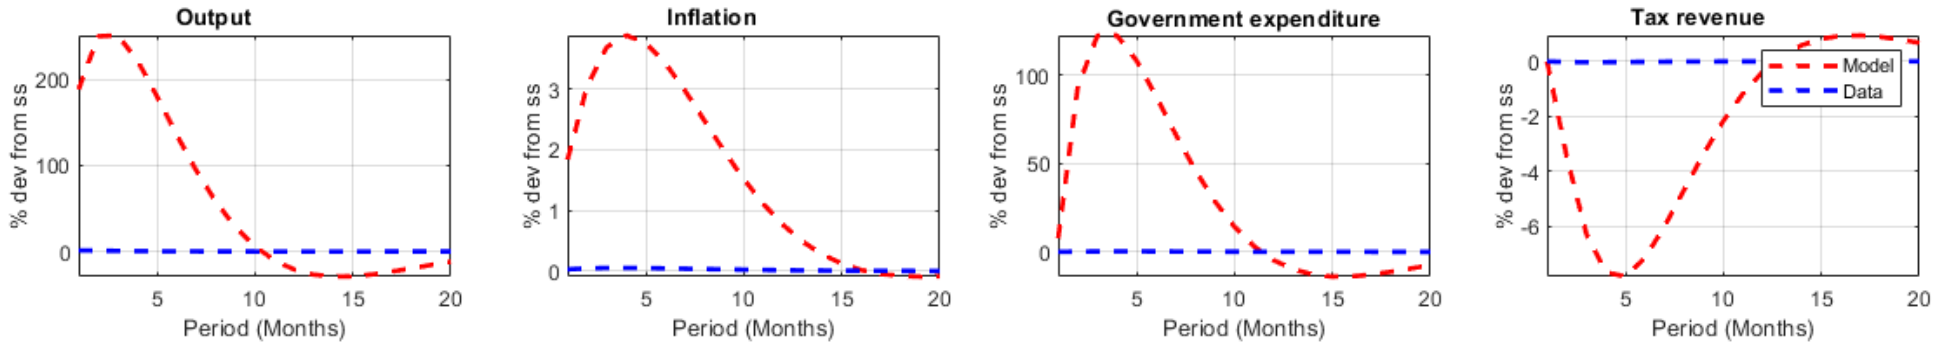 Output
% dev from ss
200
100
0
5 10 15 20
Period (Months)
Inflation
% dev from ss
3
2
1
0
5 10 15 20
Period (Months)
Government expenditure
% dev from ss
100
50
0
5 10 15 20
Period (Months)
Tax revenue
% dev from ss
0
-2
-4
-6
Model
Data
5 10 15 20
Period (Months)